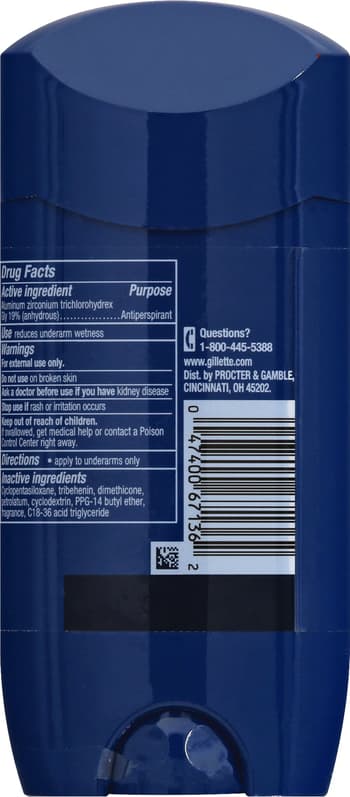 Drug Facts
Active ingredient Purpose
Aluminum zirconium trichlorohydrex
Gly 19% (anhydrous)..................Antiperspirant
Use reduces underarm wetness
Warnings
For external use only.
Do not use on broken skin
Ask a doctor before use if you have kidney disease
Stop use if rash or irritation occurs
Keep out of reach of children.
If swallowed, get medical help or contact a Poison
Control Center right away.
Directions • apply to underarms only
Inactive ingredients
Cyclopentasiloxane, tribehenin, dimethicone,
petrolatum, cyclodextrin, PPG-14 butyl ether,
fragrance, C18-36 acid triglyceride
Questions?
1-800-445-5388
www.gillette.com
Dist. by PROCTER & GAMBLE,
CINCINNATI, OH 45202.
0 47400 67136 2